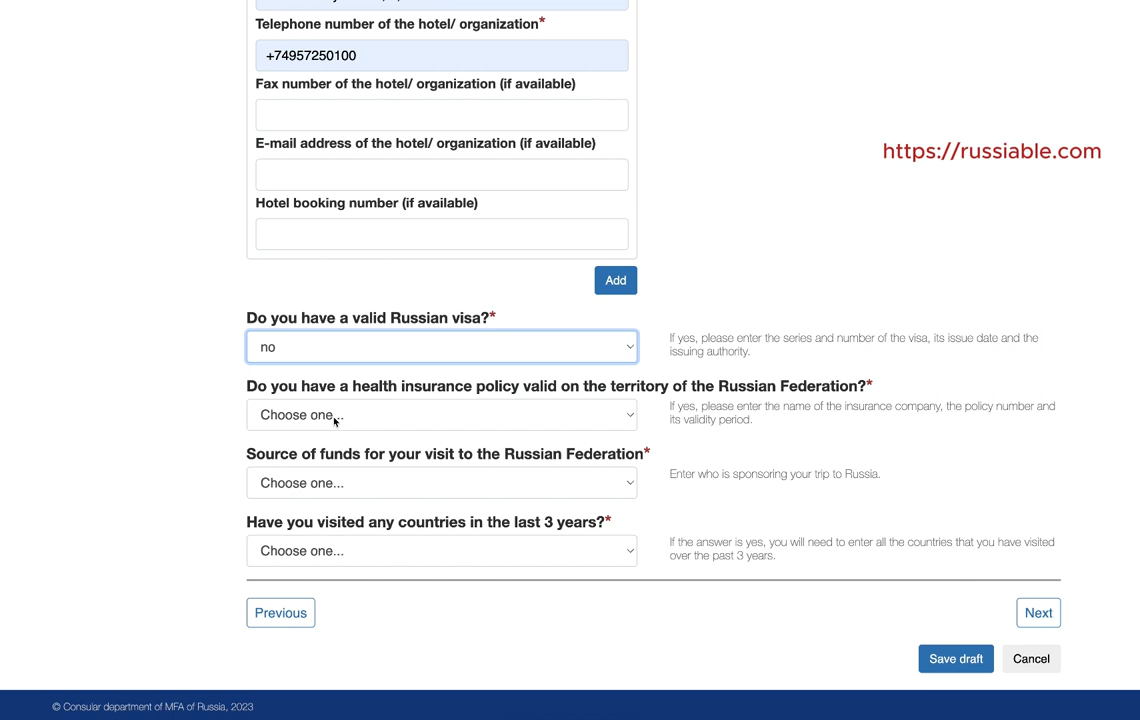 Telephone number of the hotel/ organization*
+74957250100
Fax number of the hotel/ organization (if available)
E-mail address of the hotel/ organization (if available)
https://russiable.com
Hotel booking number (if available)
Add
Do you have a valid Russian visa?*
no
If yes, please enter the series and number of the visa, its issue date and the
issuing authority.
Do you have a health insurance policy valid on the territory of the Russian Federation?*
Choose one...
If yes, please enter the name of the insurance company, the policy number and
its validity period.
Source of funds for your visit to the Russian Federation*
Choose one...
Enter who is sponsoring your trip to Russia.
Have you visited any countries in the last 3 years?*
Choose one...
If the answer is yes, you will need to enter all the countries that you have visited
over the past 3 years.
Previous
Next
Save draft
Cancel
© Consular department of MFA of Russia, 2023